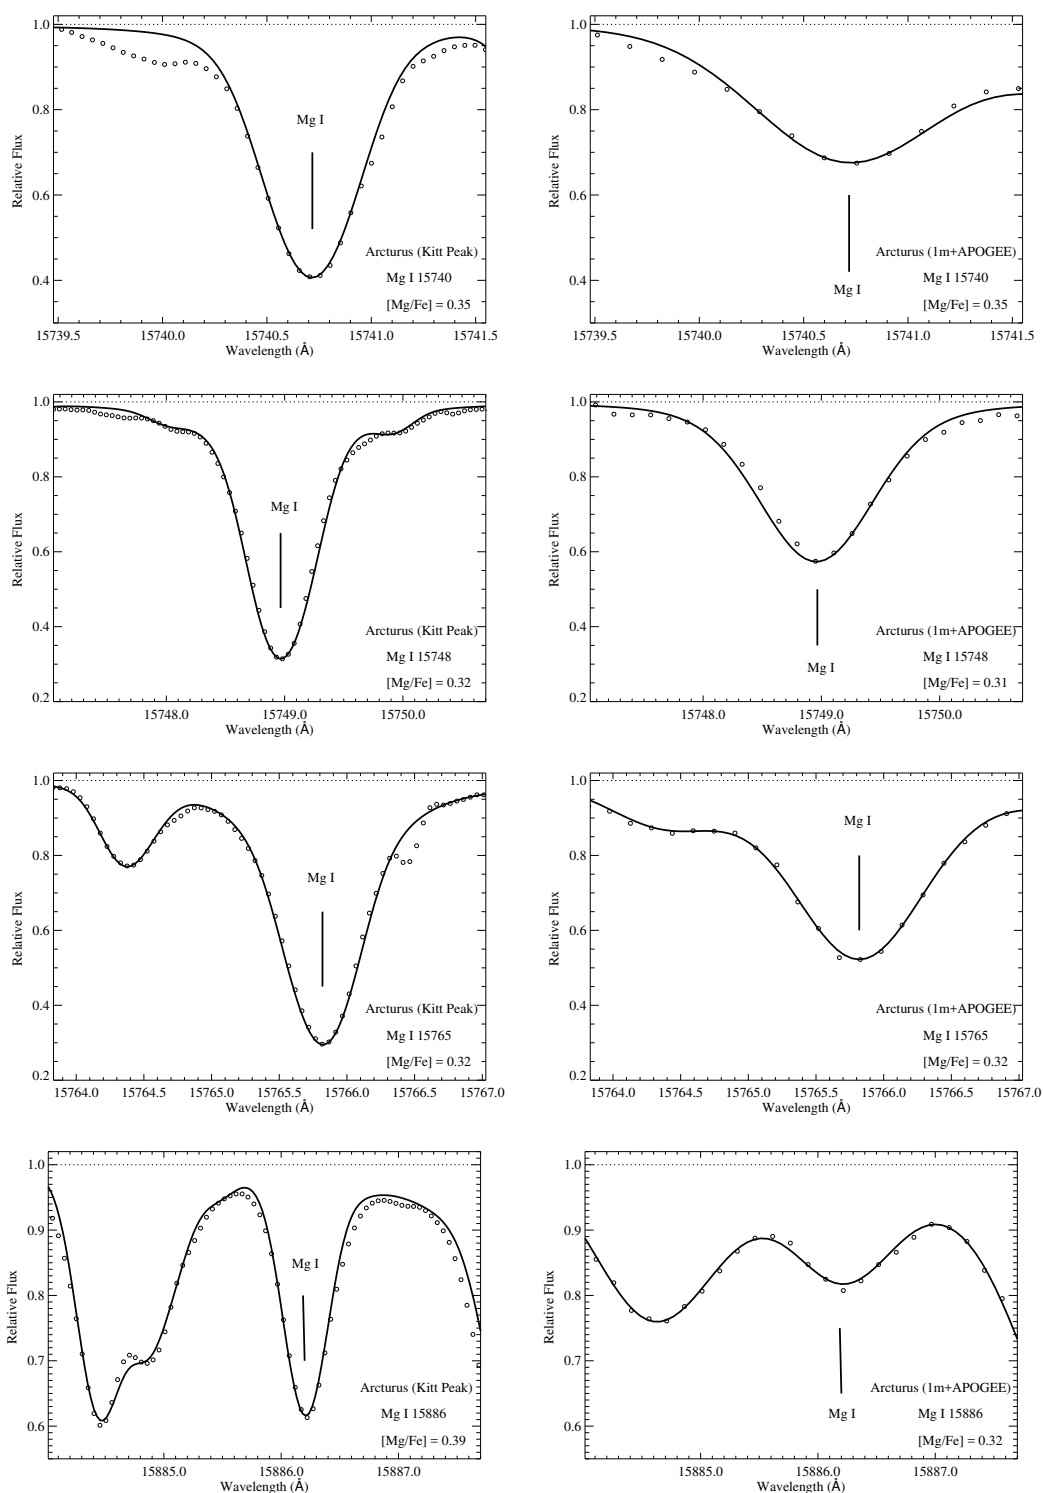 1.0
0.8
0.6
0.4
Relative Flux
Mg I
Arcturus (Kitt Peak)
Mg I 15740
[Mg/Fe] = 0.35
15739.5 15740.0 15740.5 15741.0 15741.5
Wavelength (Å)
1.0
0.8
0.6
0.4
Relative Flux
Arcturus (1m+APOGEE)
Mg I
Mg I 15740
[Mg/Fe] = 0.35
15739.5 15740.0 15740.5 15741.0 15741.5
Wavelength (Å)
1.0
0.8
0.6
0.4
0.2
Relative Flux
Mg I
Arcturus (Kitt Peak)
Mg I 15748
[Mg/Fe] = 0.32
15748.0 15749.0 15750.0
Wavelength (Å)
1.0
0.8
0.6
0.4
0.2
Relative Flux
Arcturus (1m+APOGEE)
Mg I 15748
Mg I
[Mg/Fe] = 0.31
15748.0 15749.0 15750.0
Wavelength (Å)
1.0
0.8
0.6
0.4
0.2
Relative Flux
Mg I
Arcturus (Kitt Peak)
Mg I 15765
[Mg/Fe] = 0.32
15764.0 15764.5 15765.0 15765.5 15766.0 15766.5 15767.0
Wavelength (Å)
1.0
0.8
0.6
0.4
0.2
Relative Flux
Mg I
Arcturus (1m+APOGEE)
Mg I 15765
[Mg/Fe] = 0.32
15764.0 15764.5 15765.0 15765.5 15766.0 15766.5 15767.0
Wavelength (Å)
1.0
0.9
0.8
0.7
0.6
Relative Flux
Mg I
Arcturus (Kitt Peak)
Mg I 15886
[Mg/Fe] = 0.39
15885.0 15886.0 15887.0
Wavelength (Å)
1.0
0.9
0.8
0.7
0.6
Relative Flux
Arcturus (1m+APOGEE)
Mg I Mg I 15886
[Mg/Fe] = 0.32
15885.0 15886.0 15887.0
Wavelength (Å)